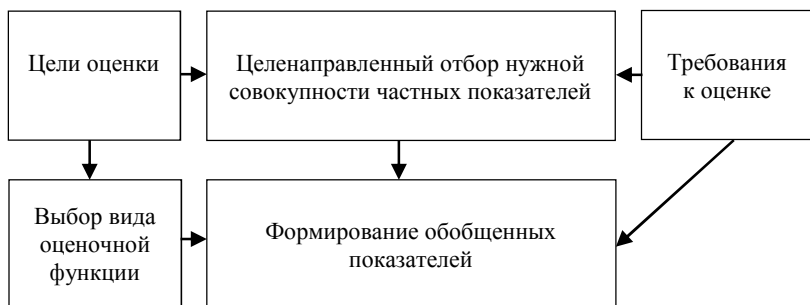 Цели оценки
Целенаправленный отбор нужной
совокупности частных показателей
Требования
к оценке
Выбор вида
оценочной
функции
Формирование обобщенных
показателей